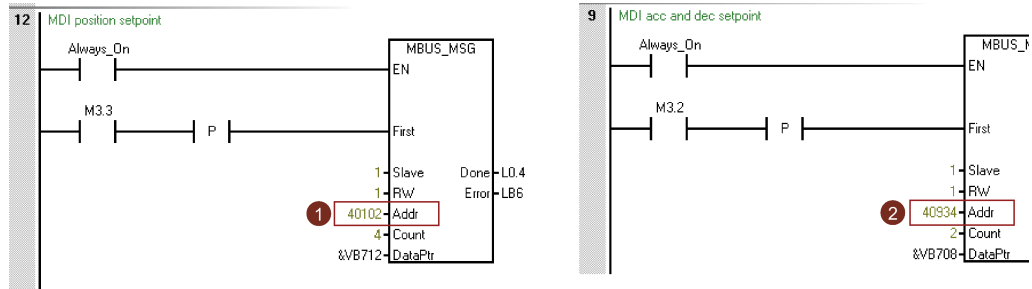 12 MDI position setpoint
Always_On
MBUS_MSG
EN
M3.3
P
First
1 Slave Done L0.4
1 RW Error LB6
1 40102 Addr
4 Count
&VB712 DataPtr
9 MDI acc and dec setpoint
Always_On
MBUS_M
EN
M3.2
P
First
1 Slave
1 RW
2 40934 Addr
2 Count
&VB708 DataPtr